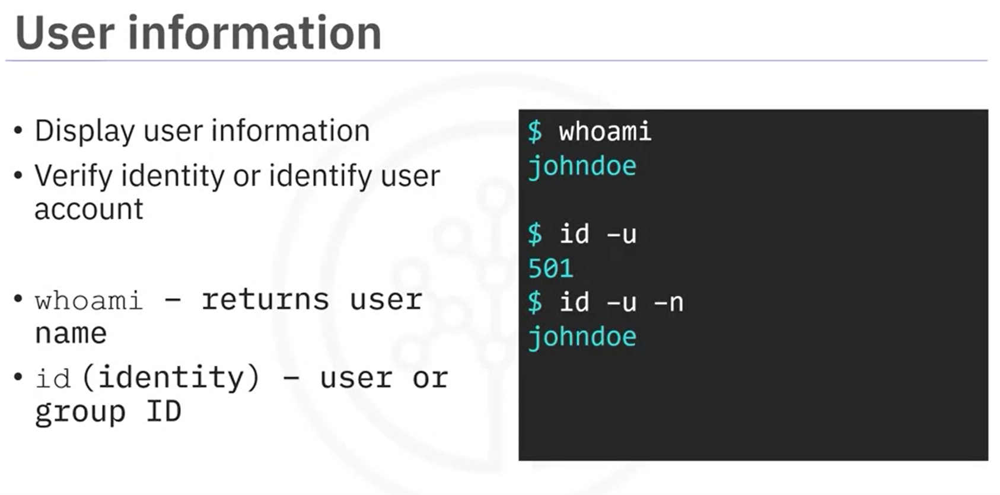 User information
• Display user information
• Verify identity or identify user
account
• whoami – returns user
name
• id (identity) – user or
group ID
$ whoami
johndoe
$ id –u
501
$ id –u –n
johndoe